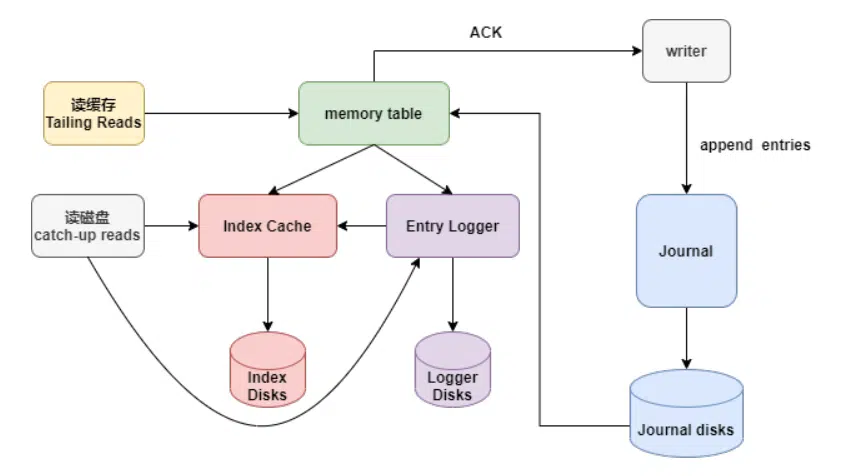 ACK
writer
读缓存
Tailing Reads
memory table
append entries
读磁盘
catch-up reads
Index Cache
Entry Logger
Journal
Index
Disks
Logger
Disks
Journal disks